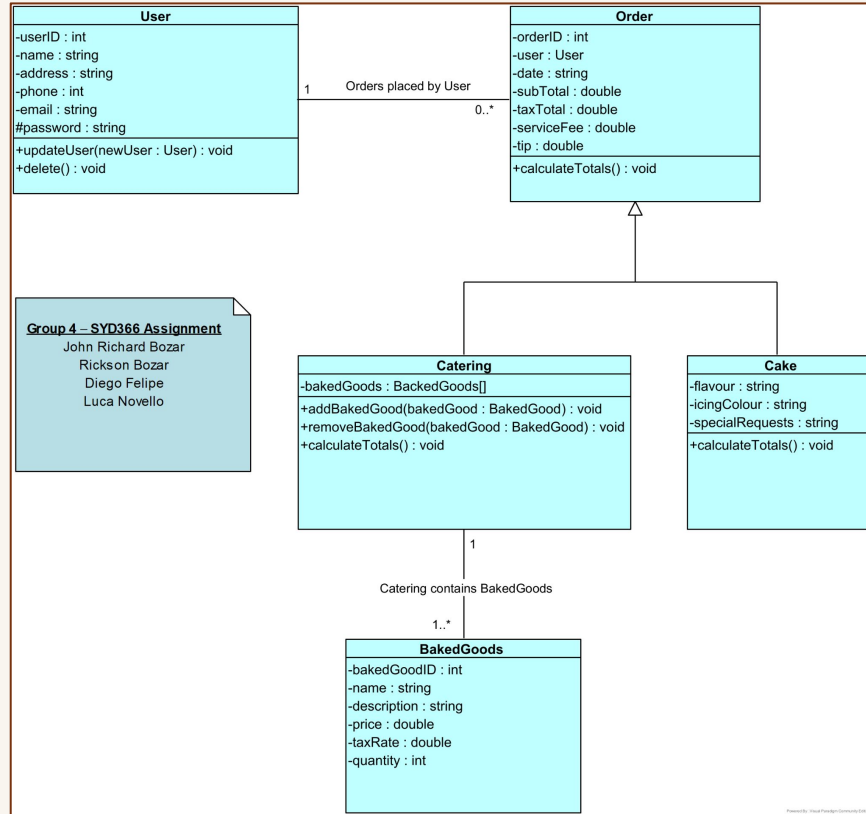 User
-userID : int
-name : string
-address : string
-phone : int
-email : string
#password : string
+updateUser(newUser : User) : void
+delete() : void
1
Orders placed by User
0..*
Order
-orderID : int
-user : User
-date : string
-subTotal : double
-taxTotal : double
-serviceFee : double
-tip : double
+calculateTotals() : void
Group 4 – SYD366 Assignment
John Richard Bozar
Rickson Bozar
Diego Felipe
Luca Novello
Catering
-bakedGoods : BackedGoods[]
+addBakedGood(bakedGood : BakedGood) : void
+removeBakedGood(bakedGood : BakedGood) : void
+calculateTotals() : void
Cake
-flavour : string
-icingColour : string
-specialRequests : string
+calculateTotals() : void
1
Catering contains BakedGoods
1..*
BakedGoods
-bakedGoodID : int
-name : string
-description : string
-price : double
-taxRate : double
-quantity : int
Powered By Visual Paradigm Community